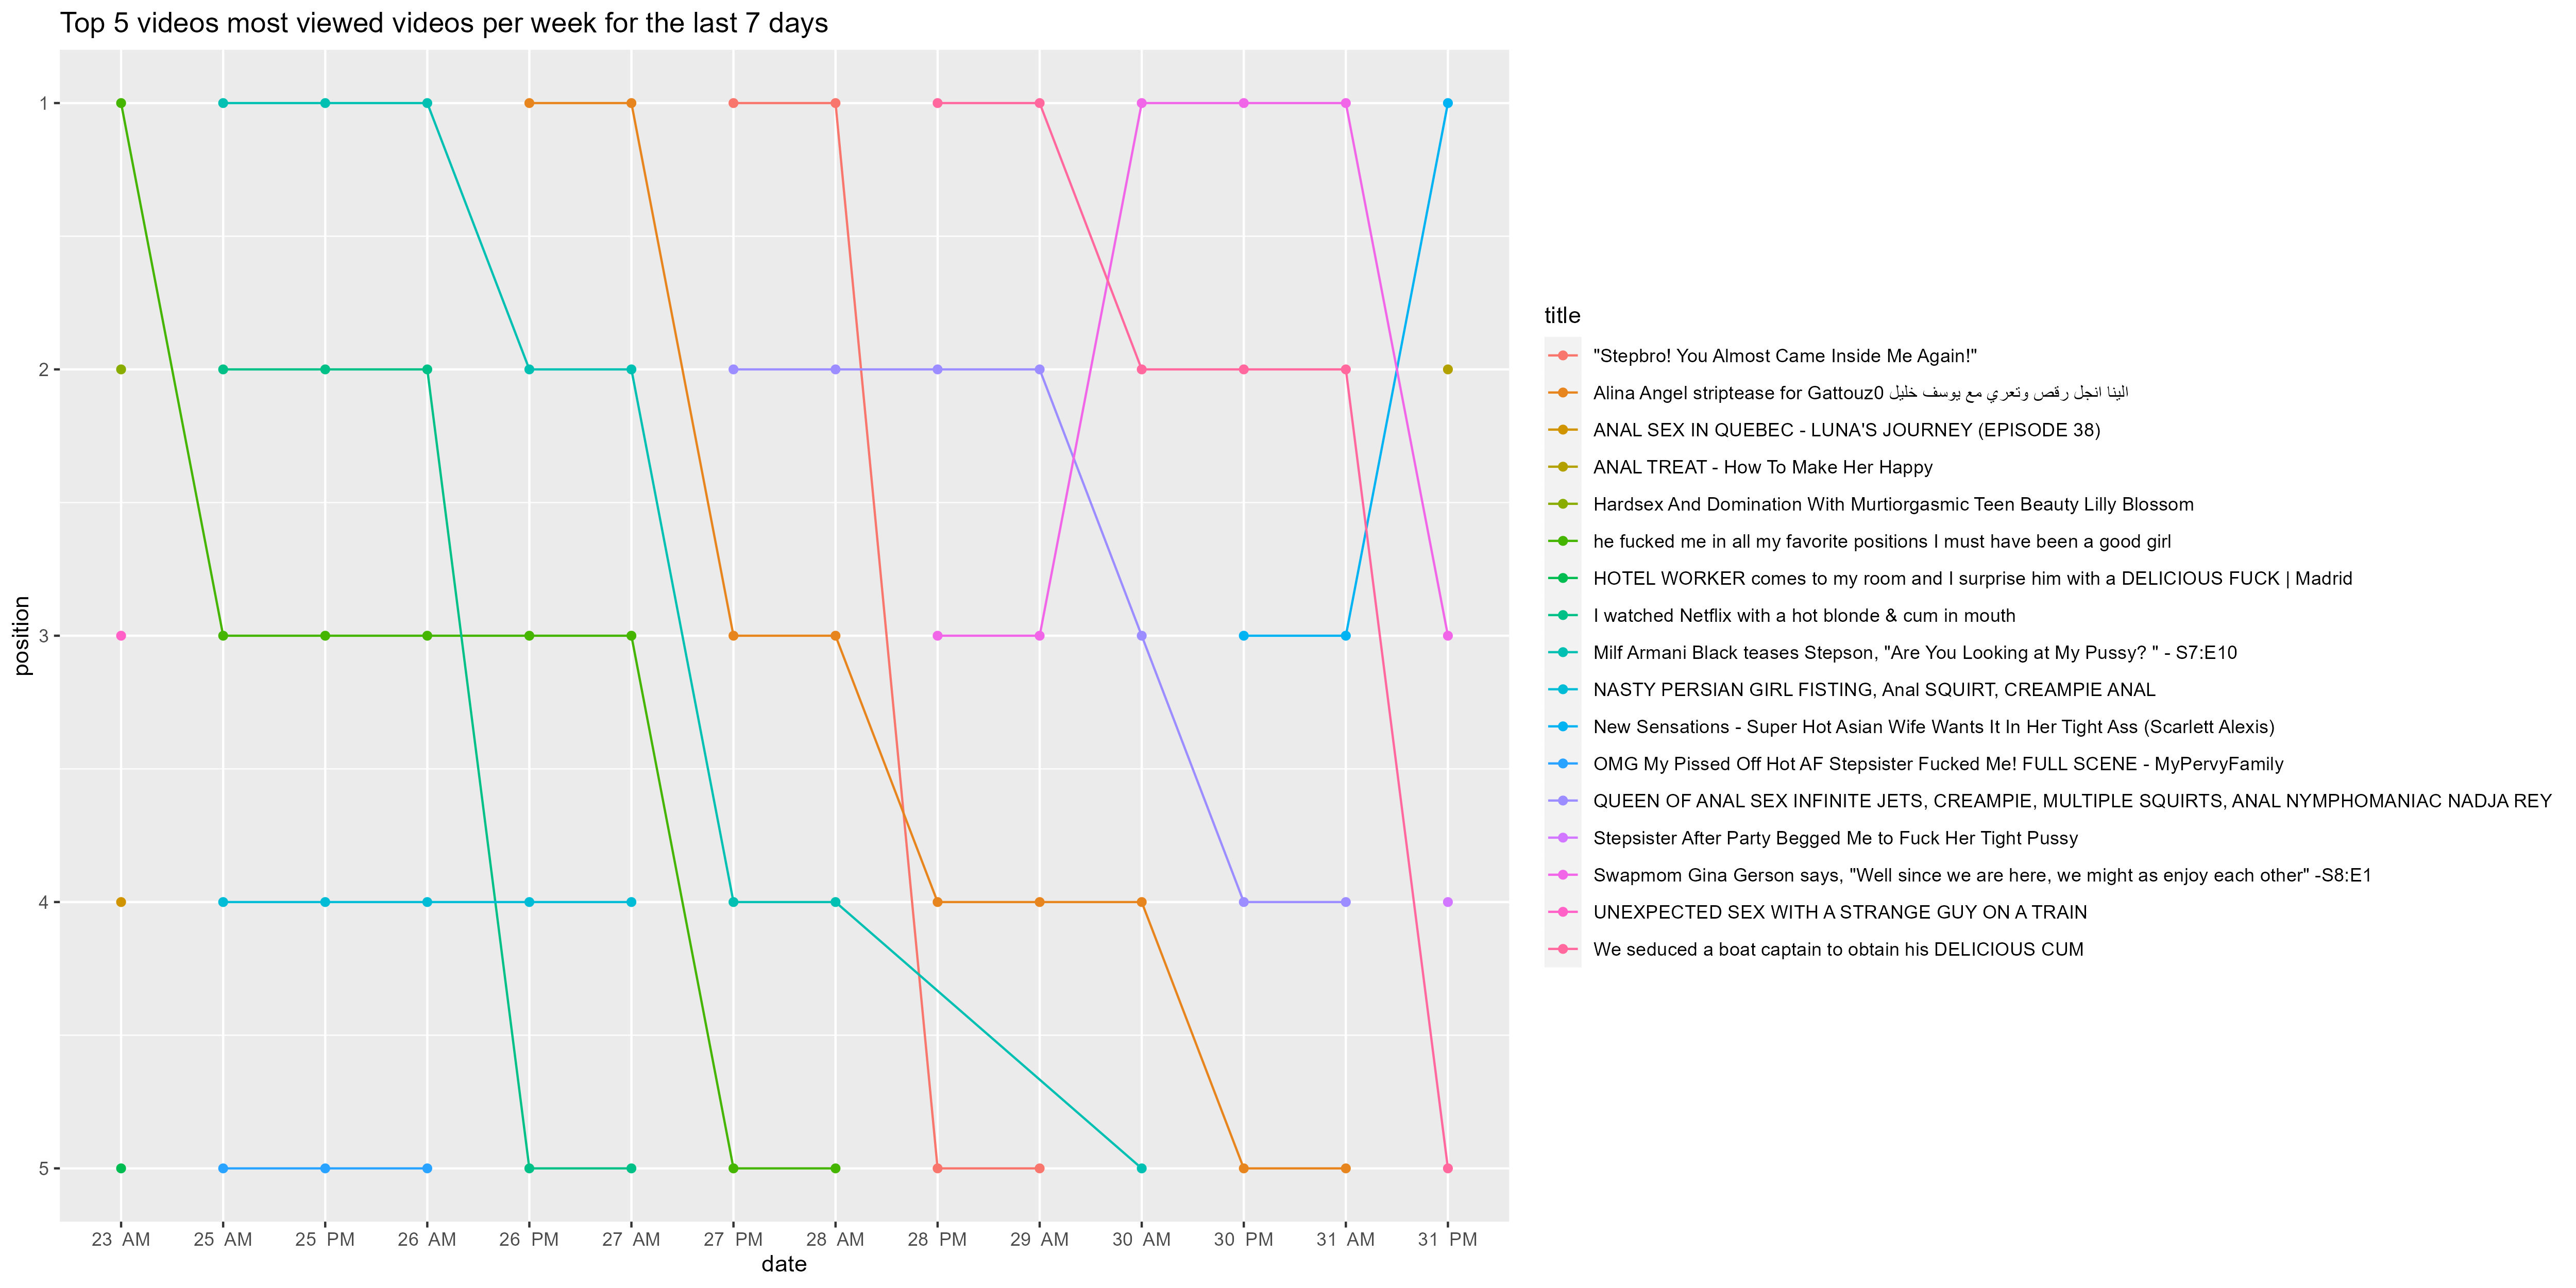 Top 5 videos most viewed videos per week for the last 7 days
position
1
2
3
4
5
23 AM
25 AM
25 PM
26 AM
26 PM
27 AM
27 PM
28 AM
28 PM
29 AM
30 AM
30 PM
31 AM
31 PM
date
title
"Stepbro! You Almost Came Inside Me Again!"
Alina Angel striptease for Gattouz0 الينا انجل رقص وتعري مع يوسف خليل
ANAL SEX IN QUEBEC - LUNA'S JOURNEY (EPISODE 38)
ANAL TREAT - How To Make Her Happy
Hardsex And Domination With Murtiorgasmic Teen Beauty Lilly Blossom
he fucked me in all my favorite positions I must have been a good girl
HOTEL WORKER comes to my room and I surprise him with a DELICIOUS FUCK | Madrid
I watched Netflix with a hot blonde & cum in mouth
Milf Armani Black teases Stepson, "Are You Looking at My Pussy? " - S7:E10
NASTY PERSIAN GIRL FISTING, Anal SQUIRT, CREAMPIE ANAL
New Sensations - Super Hot Asian Wife Wants It In Her Tight Ass (Scarlett Alexis)
OMG My Pissed Off Hot AF Stepsister Fucked Me! FULL SCENE - MyPervyFamily
QUEEN OF ANAL SEX INFINITE JETS, CREAMPIE, MULTIPLE SQUIRTS, ANAL NYMPHOMANIAC NADJA REY
Stepsister After Party Begged Me to Fuck Her Tight Pussy
Swapmom Gina Gerson says, "Well since we are here, we might as enjoy each other" -S8:E1
UNEXPECTED SEX WITH A STRANGE GUY ON A TRAIN
We seduced a boat captain to obtain his DELICIOUS CUM